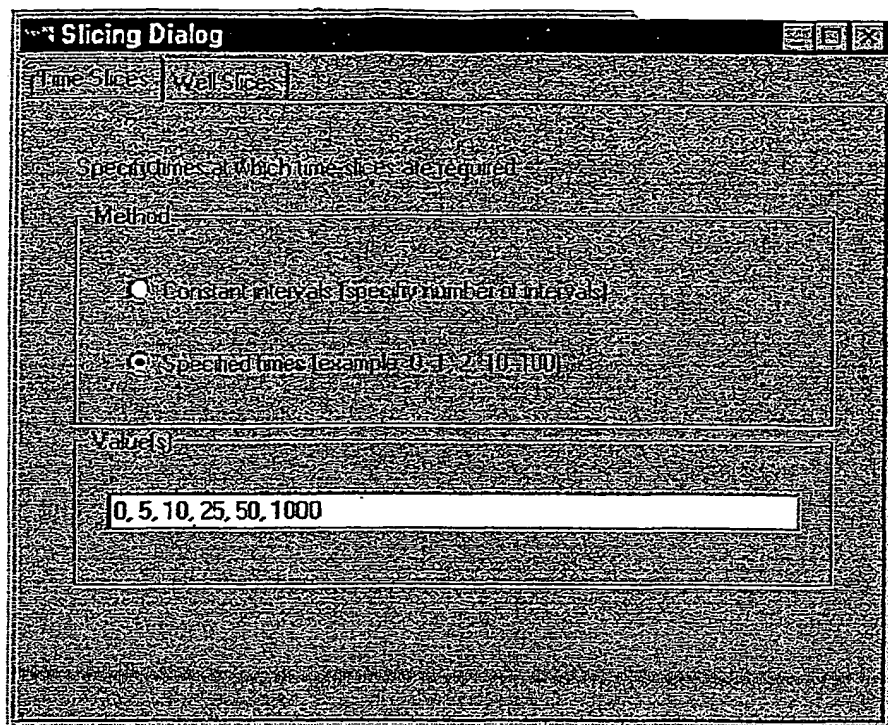 Slicing Dialog
Time Slices Well Slices
Specify times at which time-slices are required
Method
Constant intervals (specify number of intervals)
Specified times (example: 0 1 2 10 100)
Value(s)
0, 5, 10, 25, 50, 1000